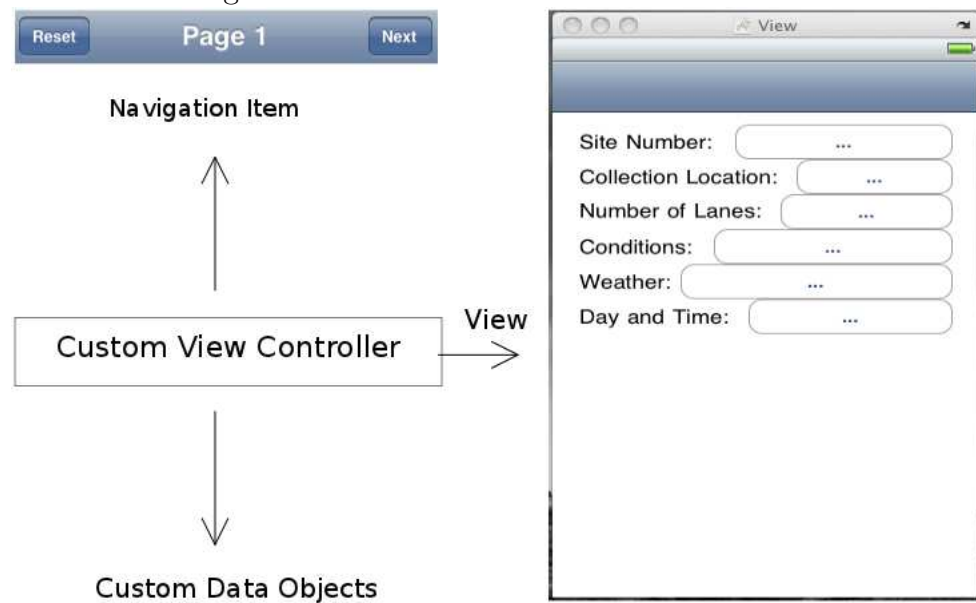 Reset Page 1 Next
Navigation Item
Custom View Controller
View
Custom Data Objects
View
Site Number: ...
Collection Location: ...
Number of Lanes: ...
Conditions: ...
Weather: ...
Day and Time: ...